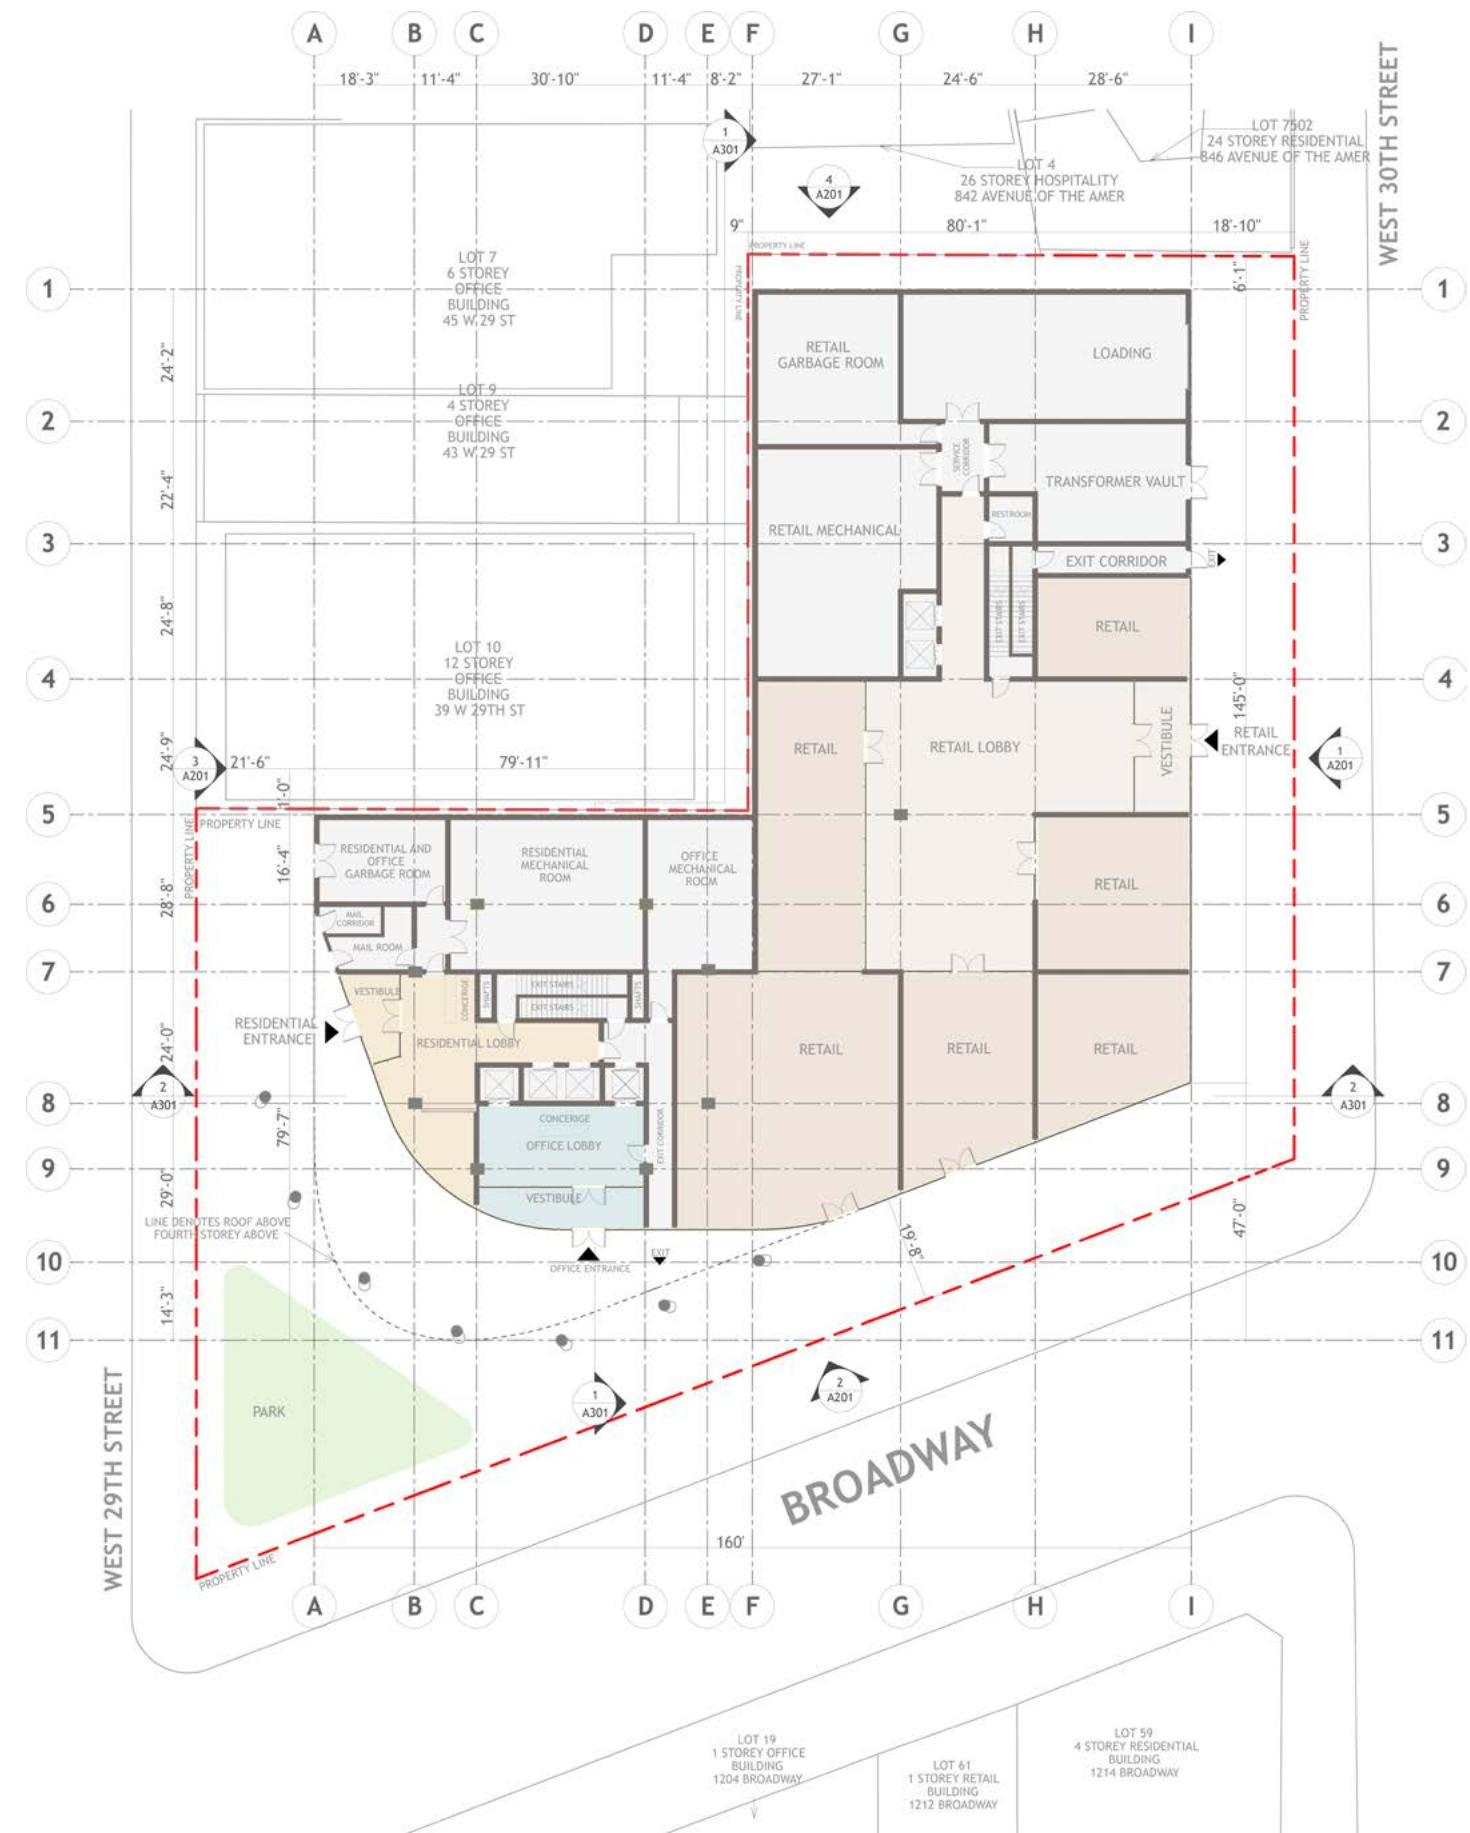 A B C D E F G H I
18'-3" 11'-4" 30'-10" 11'-4" 8'-2" 27'-1" 24'-6" 28'-6"
WEST 30TH STREET
LOT 7502
24 STOREY RESIDENTIAL
846 AVENUE OF THE AMER
1
A301
LOT 4
26 STOREY HOSPITALITY
842 AVENUE OF THE AMER
4
A201
9" 80'-1" 18'-10"
PROPERTY LINE
PROPERTY LINE
PROPERTY LINE
6'-1"
LOT 7
6 STOREY
OFFICE
BUILDING
45 W 29 ST
1
1
24'-2"
RETAIL
GARBAGE ROOM
LOADING
LOT 9
4 STOREY
OFFICE
BUILDING
43 W 29 ST
2
2
22'-4"
SERVICE
CORRIDOR
TRANSFORMER VAULT
RESTROOM
RETAIL MECHANICAL
3
3
EXIT CORRIDOR
EXIT
24'-8"
EXIT STAIRS
EXIT STAIRS
RETAIL
LOT 10
12 STOREY
OFFICE
BUILDING
39 W 29TH ST
4
4
145'-0"
24'-9"
3
A201
21'-6" 79'-11"
RETAIL
RETAIL LOBBY
VESTIBULE
RETAIL
ENTRANCE
1
A201
1'-0"
5
5
PROPERTY LINE
PROPERTY LINE
16'-4"
28'-8"
RESIDENTIAL AND
OFFICE
GARBAGE ROOM
RESIDENTIAL
MECHANICAL
ROOM
OFFICE
MECHANICAL
ROOM
RETAIL
6
6
MAIL
CORRIDOR
MAIL ROOM
7
7
VESTIBULE
CONCERIGE
SHAFTS
EXIT STAIRS
EXIT STAIRS
SHAFTS
RESIDENTIAL
ENTRANCE
RESIDENTIAL LOBBY
RETAIL
RETAIL
RETAIL
24'-0"
2
A301
2
A301
8
8
79'-7"
CONCERIGE
OFFICE LOBBY
EXIT CORRIDOR
9
9
29'-0"
VESTIBULE
LINE DENOTES ROOF ABOVE
FOURTH STOREY ABOVE
19'-8"
47'-0"
EXIT
OFFICE ENTRANCE
10
10
14'-3"
11
11
PARK
1
A301
2
A201
WEST 29TH STREET
BROADWAY
PROPERTY LINE
160'
A B C D E F G H I
LOT 19
1 STOREY OFFICE
BUILDING
1204 BROADWAY
LOT 61
1 STOREY RETAIL
BUILDING
1212 BROADWAY
LOT 59
4 STOREY RESIDENTIAL
BUILDING
1214 BROADWAY